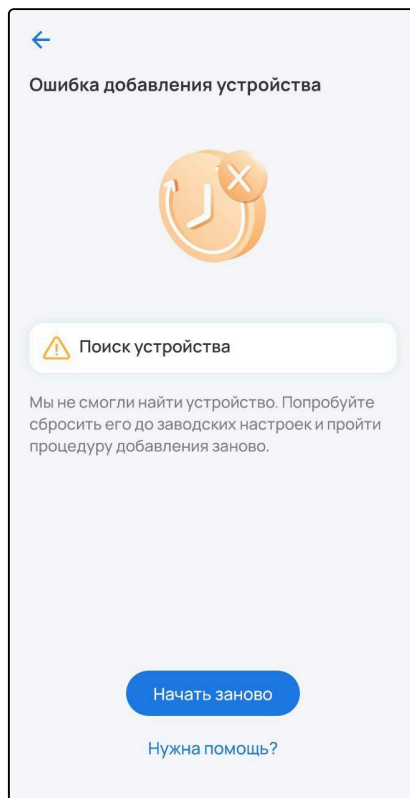 Ошибка добавления устройства
Поиск устройства
Мы не смогли найти устройство. Попробуйте
сбросить его до заводских настроек и пройти
процедуру добавления заново.
Начать заново
Нужна помощь?